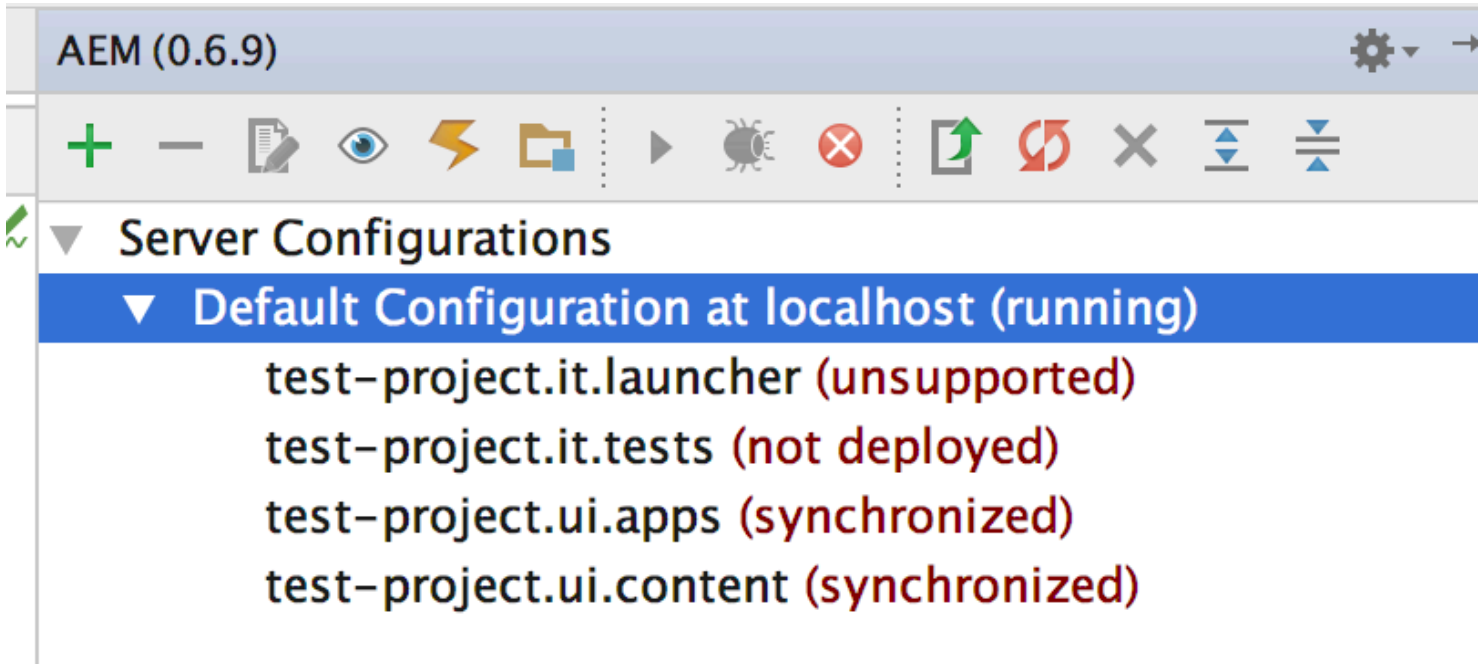 AEM (0.6.9)
Server Configurations
Default Configuration at localhost (running)
test-project.it.launcher (unsupported)
test-project.it.tests (not deployed)
test-project.ui.apps (synchronized)
test-project.ui.content (synchronized)